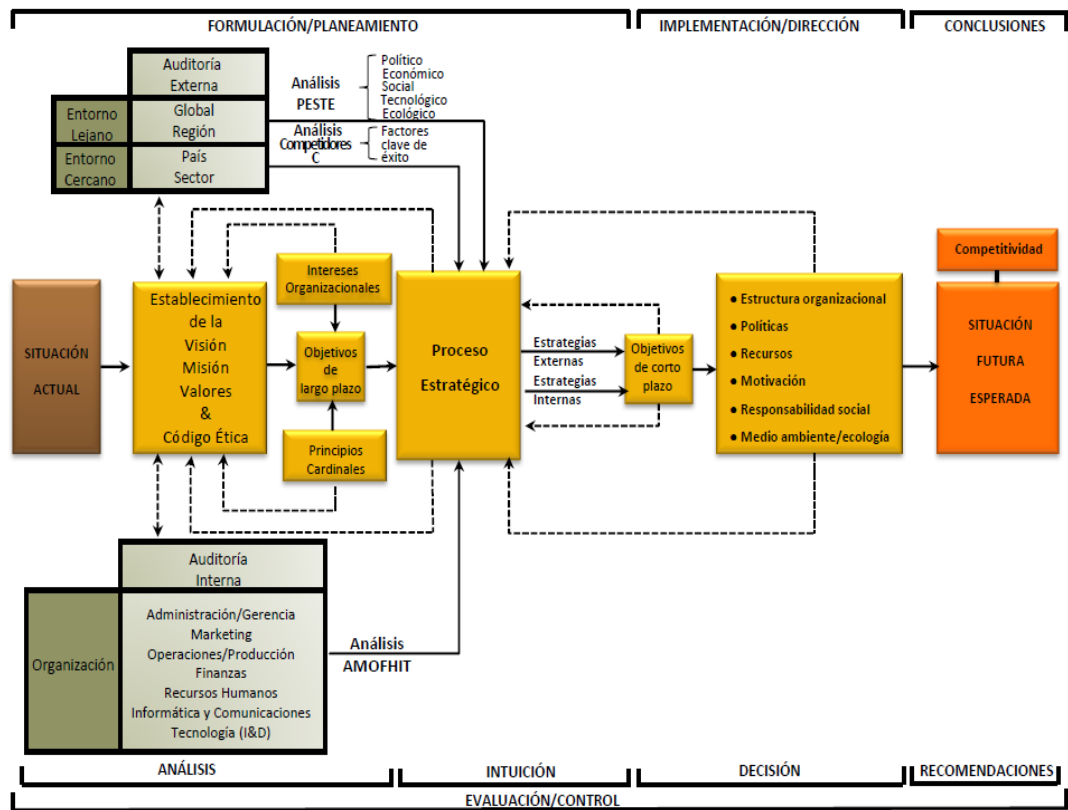 FORMULACIÓN/PLANEAMIENTO
IMPLEMENTACIÓN/DIRECCIÓN
CONCLUSIONES
Auditoría
Externa
Entorno
Lejano
Global
Región
Entorno
Cercano
País
Sector
Análisis
PESTE
Político
Económico
Social
Tecnológico
Ecológico
Análisis
Competidores
C
Factores
clave de
éxito
SITUACIÓN
ACTUAL
Establecimiento
de la
Visión
Misión
Valores
&
Código Ética
Intereses
Organizacionales
Objetivos
de
largo plazo
Principios
Cardinales
Proceso
Estratégico
Estrategias
Externas
Estrategias
Internas
Objetivos
de corto
plazo
● Estructura organizacional
● Políticas
● Recursos
● Motivación
● Responsabilidad social
● Medio ambiente/ecología
Competitividad
SITUACIÓN
FUTURA
ESPERADA
Auditoría
Interna
Organización
Administración/Gerencia
Marketing
Operaciones/Producción
Finanzas
Recursos Humanos
Informática y Comunicaciones
Tecnología (I&D)
Análisis
AMOFHIT
ANÁLISIS
INTUICIÓN
DECISIÓN
RECOMENDACIONES
EVALUACIÓN/CONTROL